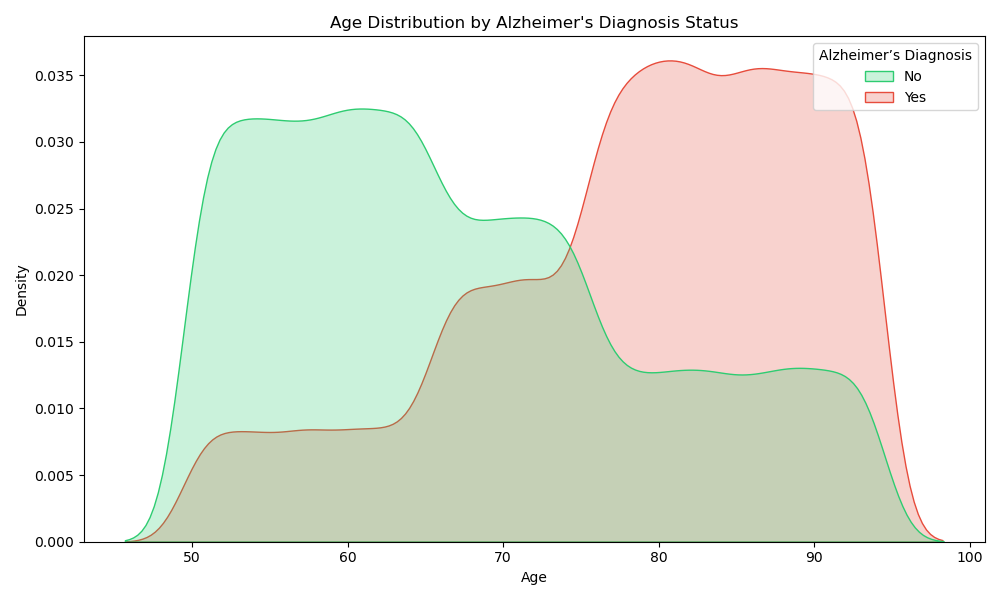 Age Distribution by Alzheimer's Diagnosis Status
Alzheimer’s Diagnosis
No
Yes
Density
0.035
0.030
0.025
0.020
0.015
0.010
0.005
0.000
50 60 70 80 90 100
Age